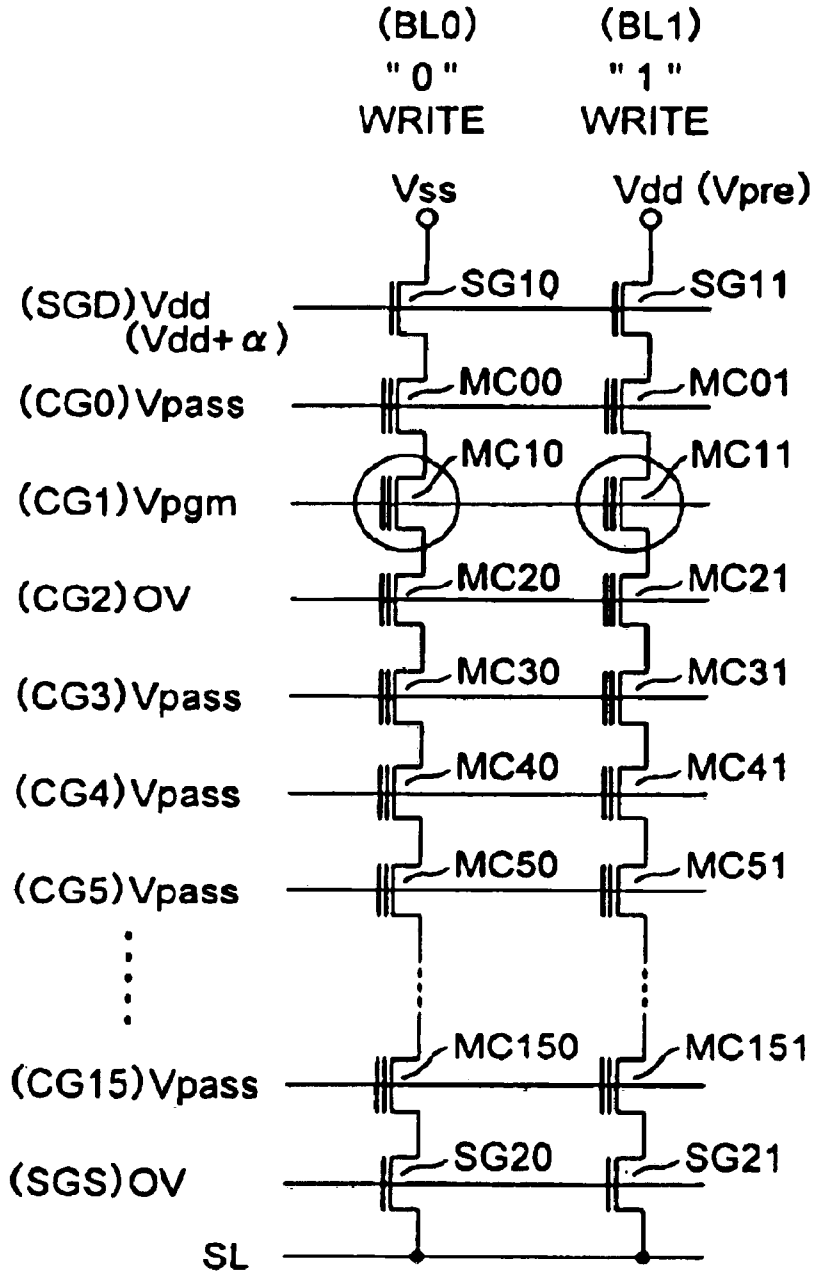 (BL0) (BL1)
"0" "1"
WRITE WRITE
Vss Vdd (Vpre)
(SGD)Vdd SG10 SG11
(Vdd+α)
(CG0)Vpass MC00 MC01
(CG1)Vpgm MC10 MC11
(CG2)0V MC20 MC21
(CG3)Vpass MC30 MC31
(CG4)Vpass MC40 MC41
(CG5)Vpass MC50 MC51
(CG15)Vpass MC150 MC151
(SGS)0V SG20 SG21
SL